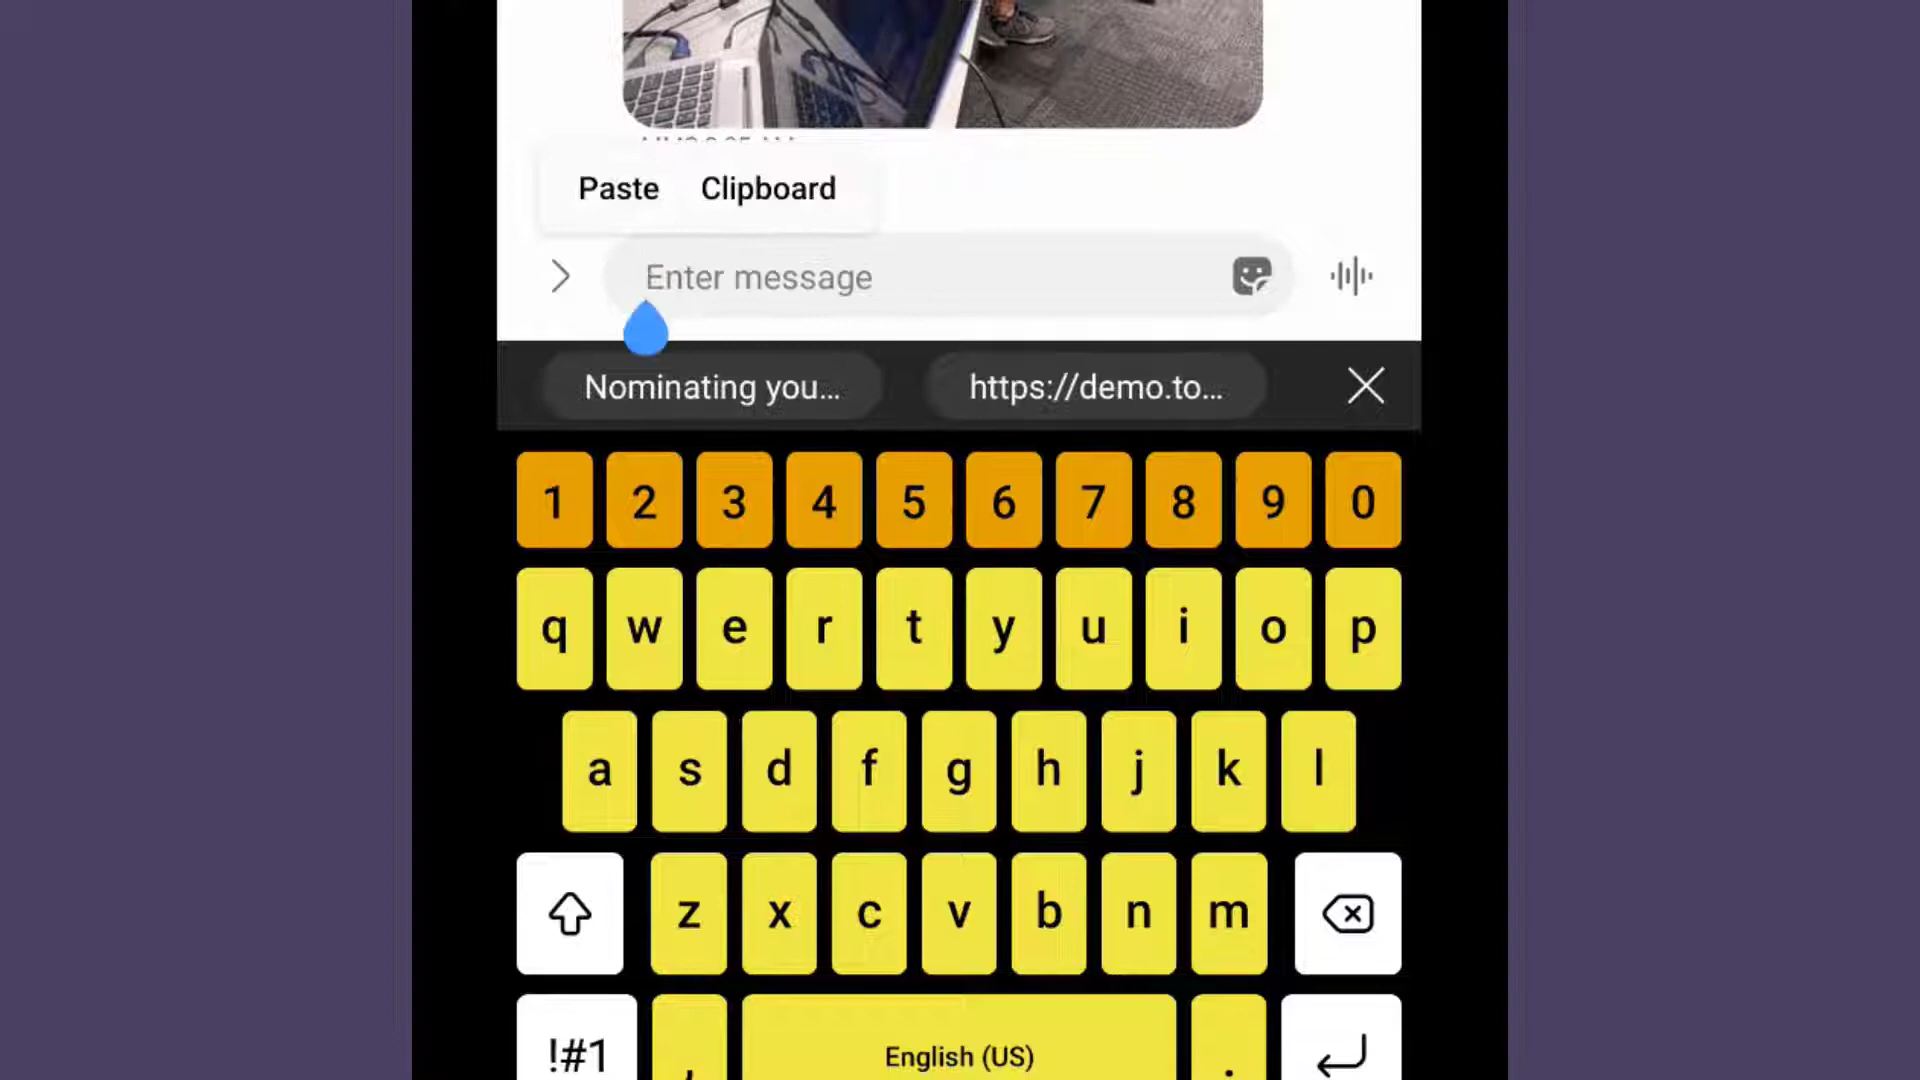 Paste Clipboard
Enter message
Nominating you...
https://demo.to...
1 2 3 4 5 6 7 8 9 0
q w e r t y u i o p
a s d f g h j k l
z x c v b n m
!#1 , English (US) .